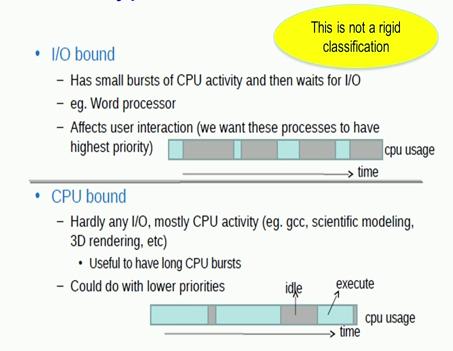 This is not a rigid
classification
• I/O bound
– Has small bursts of CPU activity and then waits for I/O
– eg. Word processor
– Affects user interaction (we want these processes to have
highest priority)
cpu usage
time
• CPU bound
– Hardly any I/O, mostly CPU activity (eg. gcc, scientific modeling,
3D rendering, etc)
• Useful to have long CPU bursts
– Could do with lower priorities
idle
execute
cpu usage
time